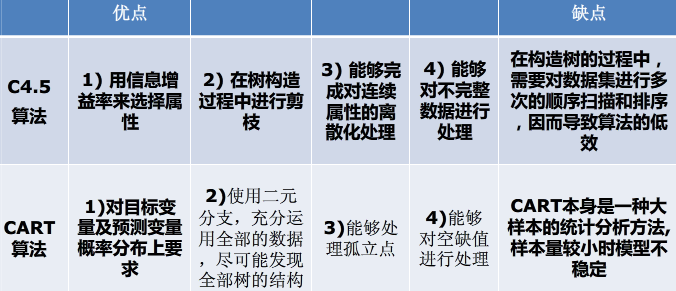 优点
缺点
C4.5
算法
1) 用信息增
益率来选择属
性
2) 在树构造
过程中进行剪
枝
3) 能够完
成对连续
属性的离
散化处理
4) 能够
对不完整
数据进行
处理
在构造树的过程中，
需要对数据集进行多
次的顺序扫描和排序
，因而导致算法的低
效
CART
算法
1)对目标变
量及预测变量
概率分布上要
求
2)使用二元
分支，充分运
用全部的数据
，尽可能发现
全部树的结构
3)能够处
理孤立点
4)能够
对空缺值
进行处理
CART本身是一种大
样本的统计分析方法,
样本量较小时模型不
稳定